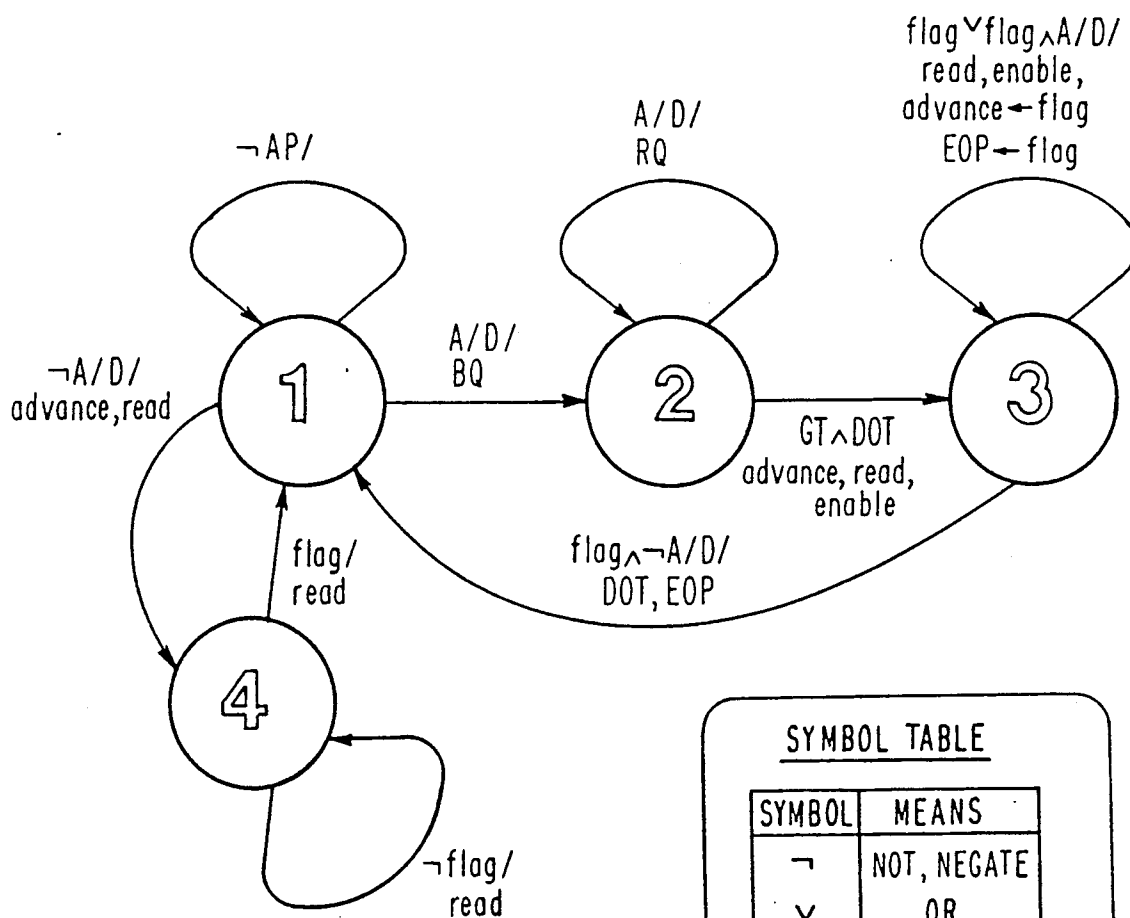 flag∨flag∧A/D/
read, enable,
advance←flag
EOP←flag
A/D/
RQ
¬AP/
¬A/D/
advance, read
1
A/D/
BQ
2
GT∧DOT
advance, read,
enable
3
flag∧¬A/D/
DOT, EOP
flag/
read
4
¬flag/
read
SYMBOL TABLE
SYMBOL MEANS
¬ NOT, NEGATE
∨ OR